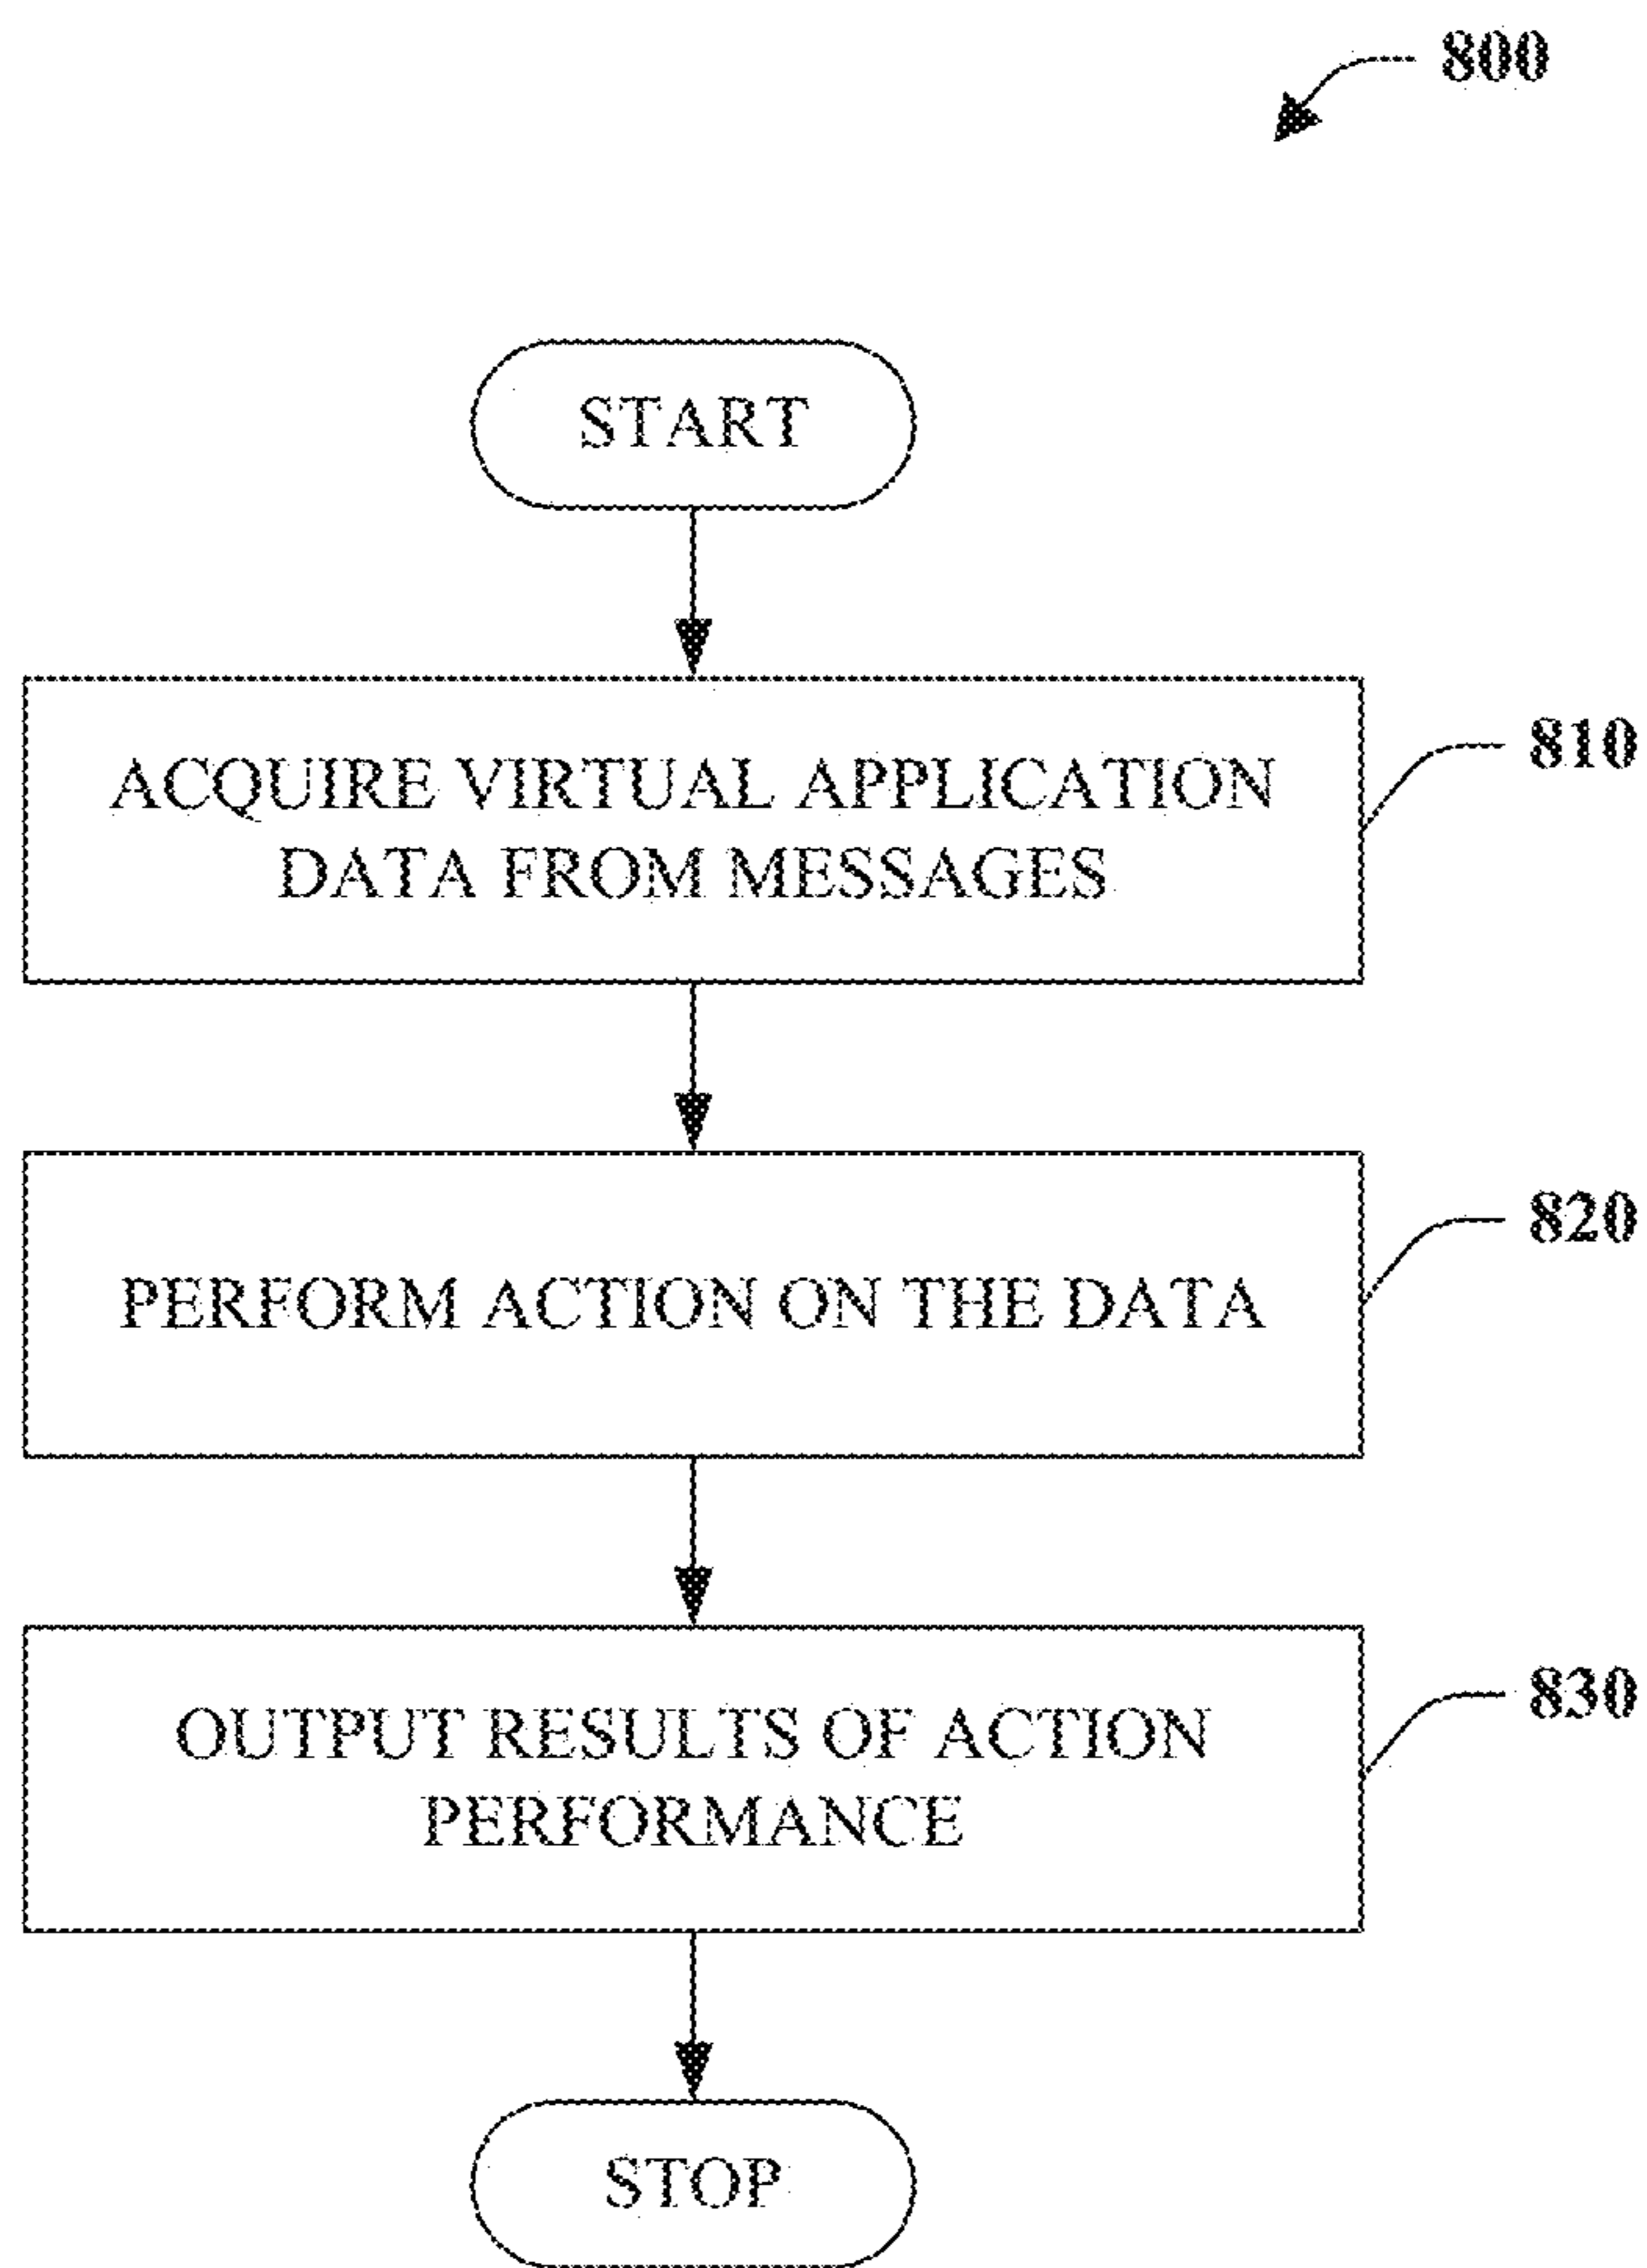 800
START
ACQUIRE VIRTUAL APPLICATION
DATA FROM MESSAGES
810
PERFORM ACTION ON THE DATA
820
OUTPUT RESULTS OF ACTION
PERFORMANCE
830
STOP